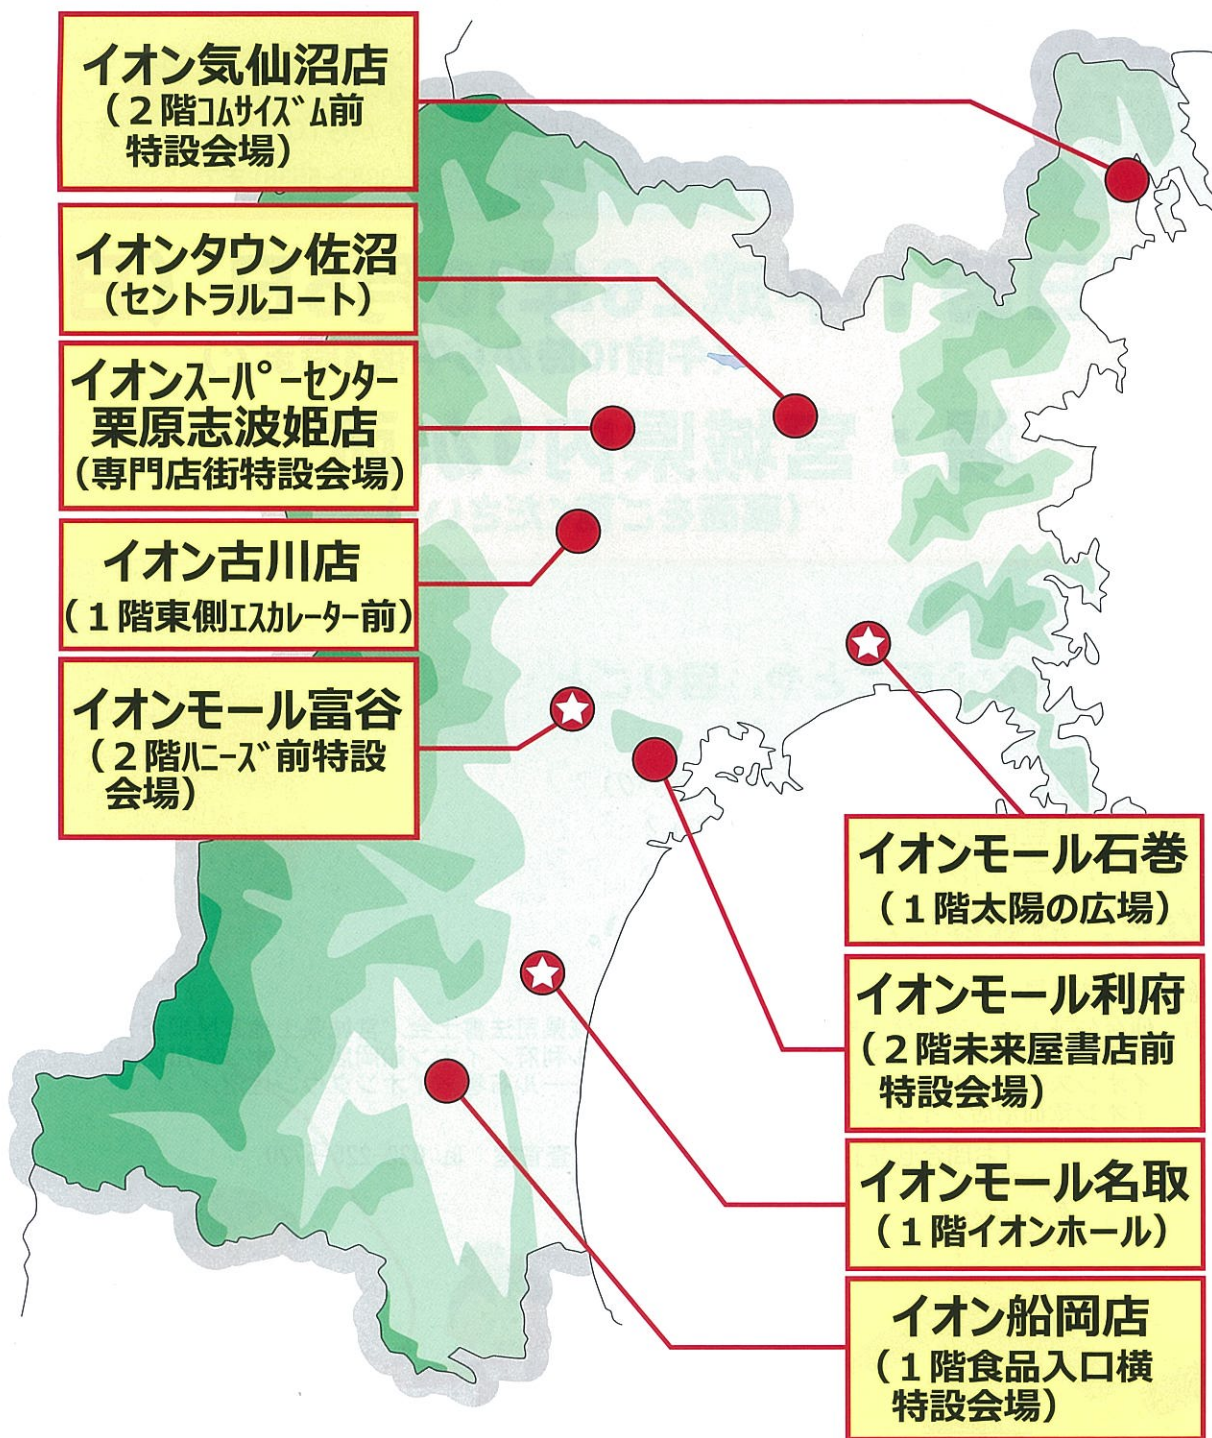 イオン気仙沼店
(2階コムサイズム前
特設会場)
イオンタウン佐沼
(セントラルコート)
イオンスーパーセンター
栗原志波姫店
(専門店街特設会場)
イオン古川店
(1階東側エスカレーター前)
イオンモール富谷
(2階ハニーズ前特設
会場)
イオンモール石巻
(1階太陽の広場)
イオンモール利府
(2階未来屋書店前
特設会場)
イオンモール名取
(1階イオンホール)
イオン船岡店
(1階食品入口横
特設会場)